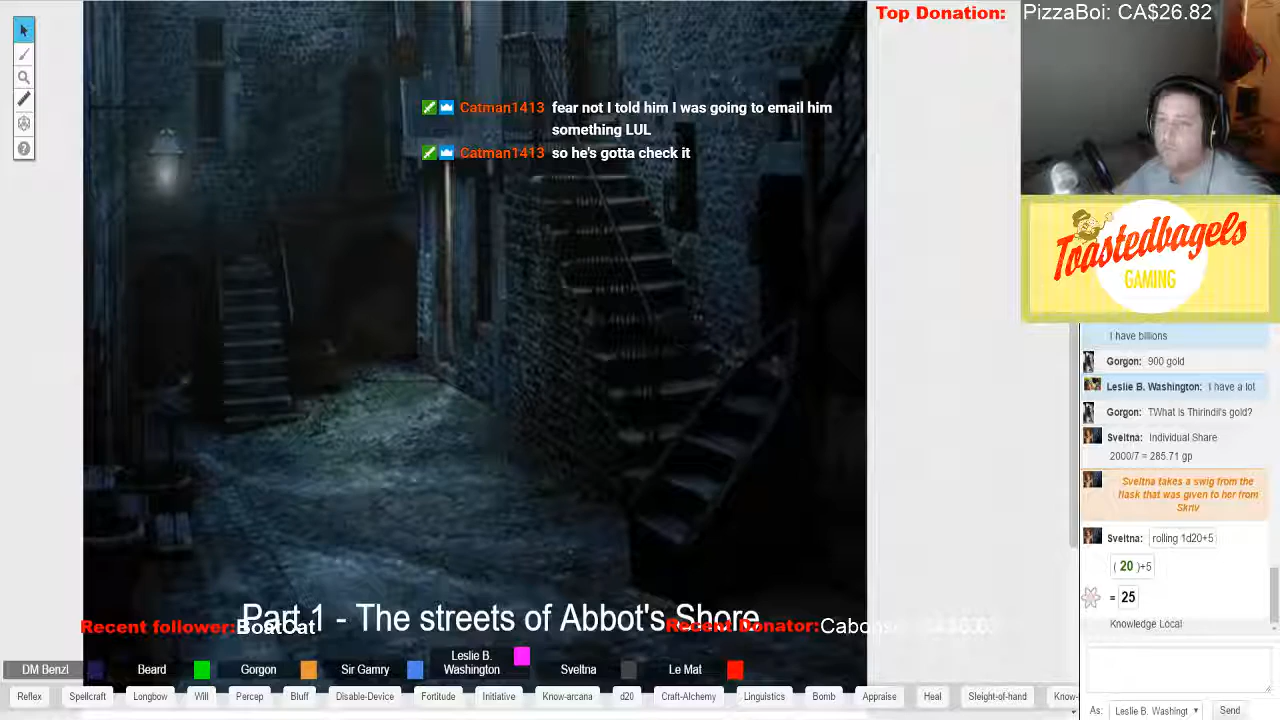 Top Donation: PizzaBoi: CA$26.82
Catman1413 fear not I told him I was going to email him
something LUL
Catman1413 so he's gotta check it
Toastedbagels
GAMING
I have billions
Gorgon: 900 gold
Leslie B. Washington: I have a lot
Gorgon: TWhat is Thirindil's gold?
Sveltna: Individual Share
2000/7 = 285.71 gp
Sveltna takes a swig from the
flask that was given to her from
Skriv
Sveltna: rolling 1d20+5
(20)+5
= 25
Knowledge Local
Part 1 - The streets of Abbot's Shore
Recent follower: BoatCat
Recent Donator:
DM Benzl
Beard
Gorgon
Sir Gamry
Leslie B.
Washington
Sveltna
Le Mat
Reflex Spellcraft Longbow Will Percep Bluff Disable-Device Fortitude Initiative Know-arcana d20 Craft-Alchemy Linguistics Bomb Appraise Heal Sleight-of-hand Know-
As: Leslie B. Washingt Send